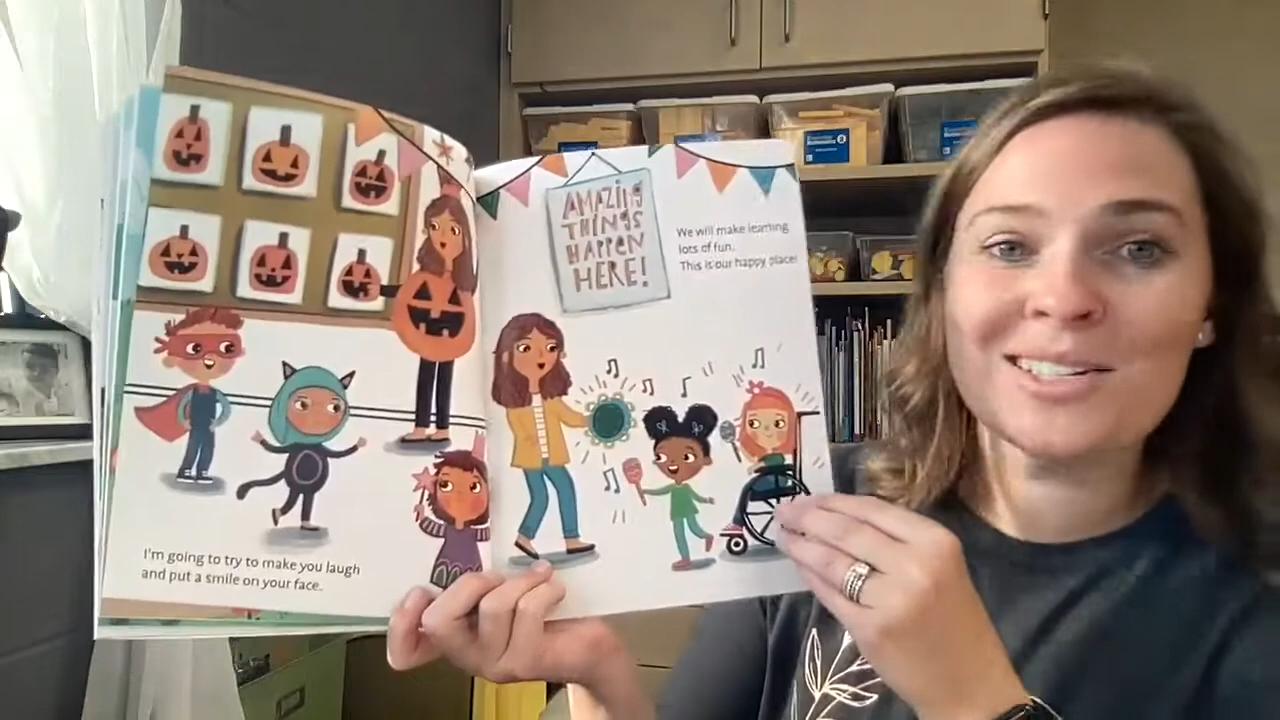 I'm going to try to make you laugh
and put a smile on your face.
AMAZING
THINGS
HAPPEN
HERE!
We will make learning
lots of fun.
This is our happy place!